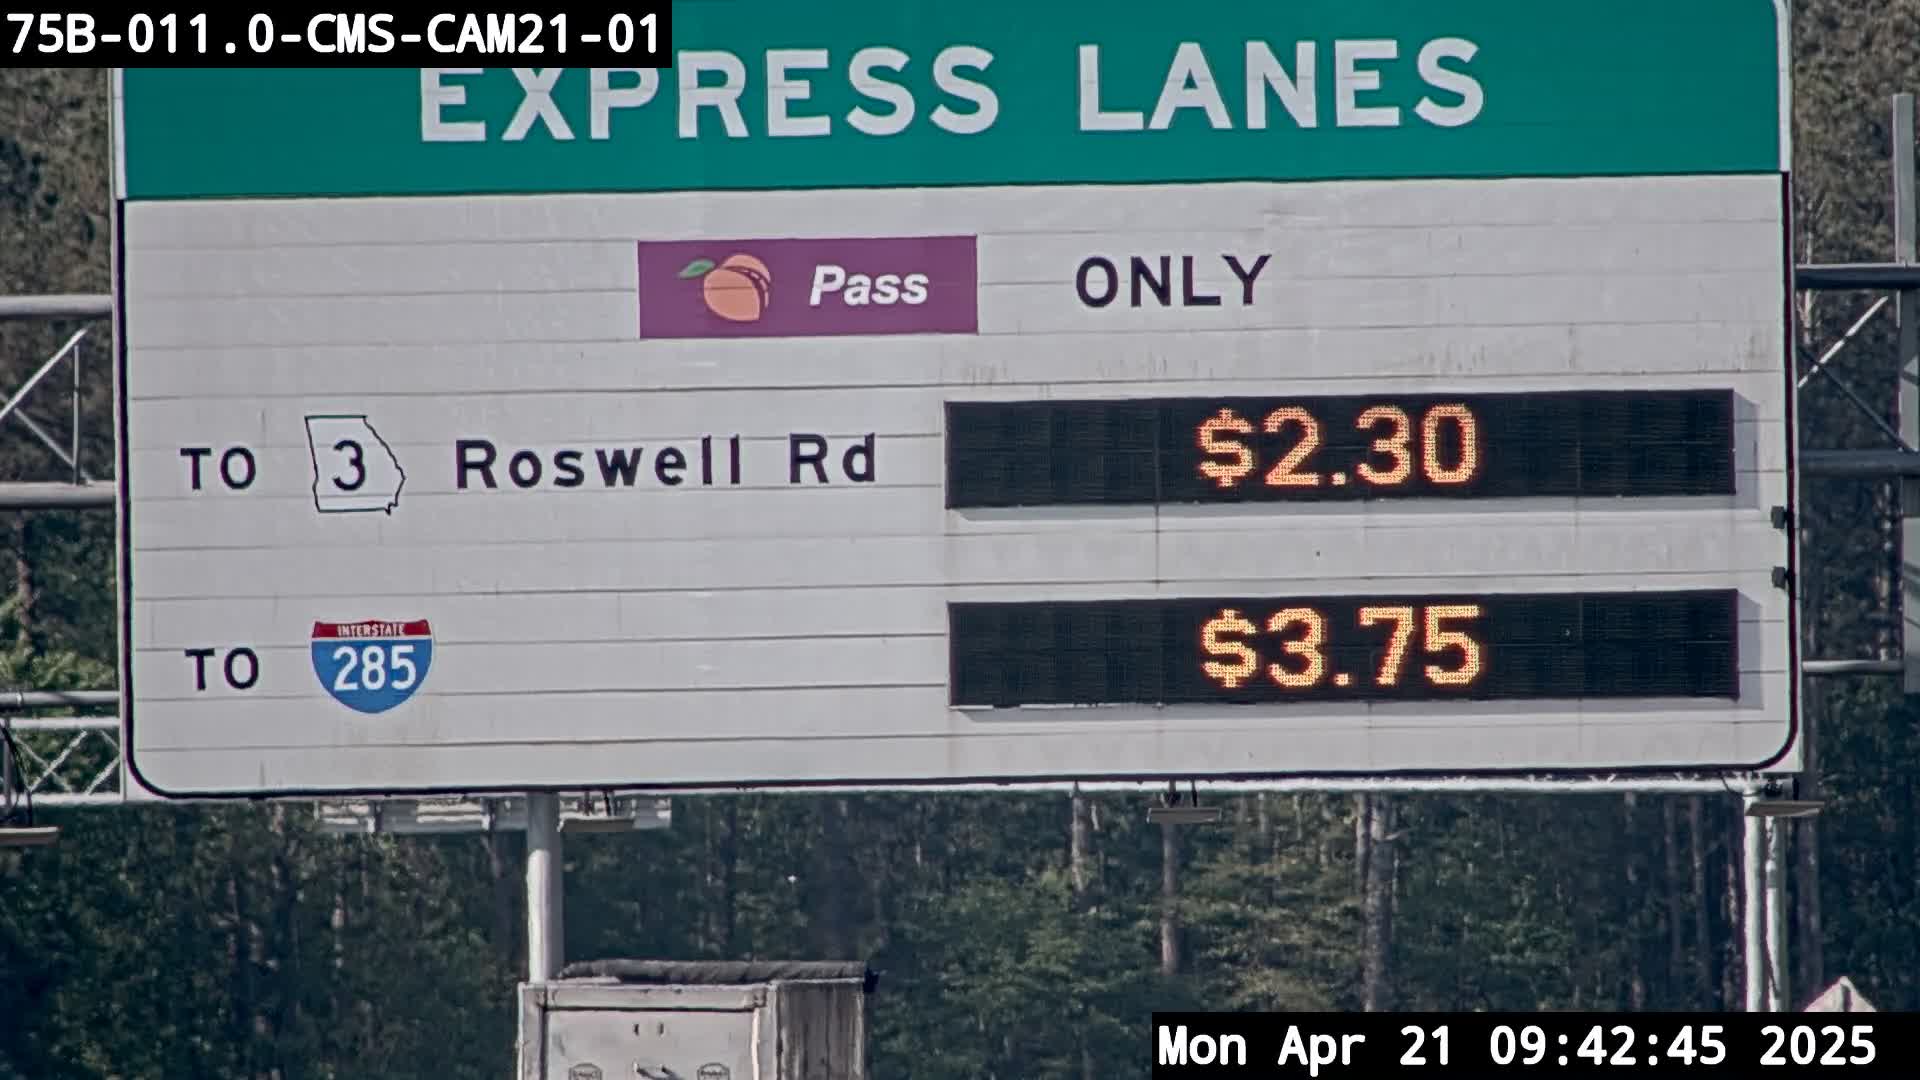 75B-011.0-CMS-CAM21-01
EXPRESS LANES
Pass ONLY
TO 3 Roswell Rd $2.30
TO INTERSTATE 285 $3.75
Mon Apr 21 09:42:45 2025